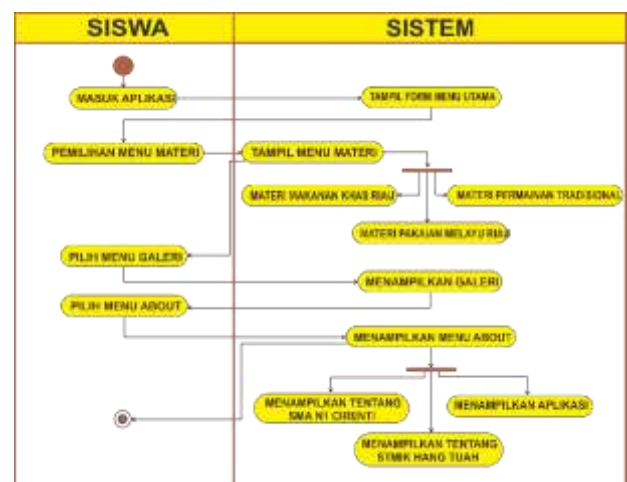 SISWA
SISTEM
MASUK APLIKASI
TAMPIL FORM MENU UTAMA
PEMILIHAN MENU MATERI
TAMPIL MENU MATERI
MATERI MAKANAN KHAS RIAU
MATERI PERMAINAN TRADISIONAL
MATERI PAKAIAN MELAYU RIAU
PILIH MENU GALERI
MENAMPILKAN GALERI
PILIH MENU ABOUT
MENAMPILKAN MENU ABOUT
MENAMPILKAN TENTANG
SMA N1
MENAMPILKAN APLIKASI
MENAMPILKAN TENTANG
STMIK HANG TUAH